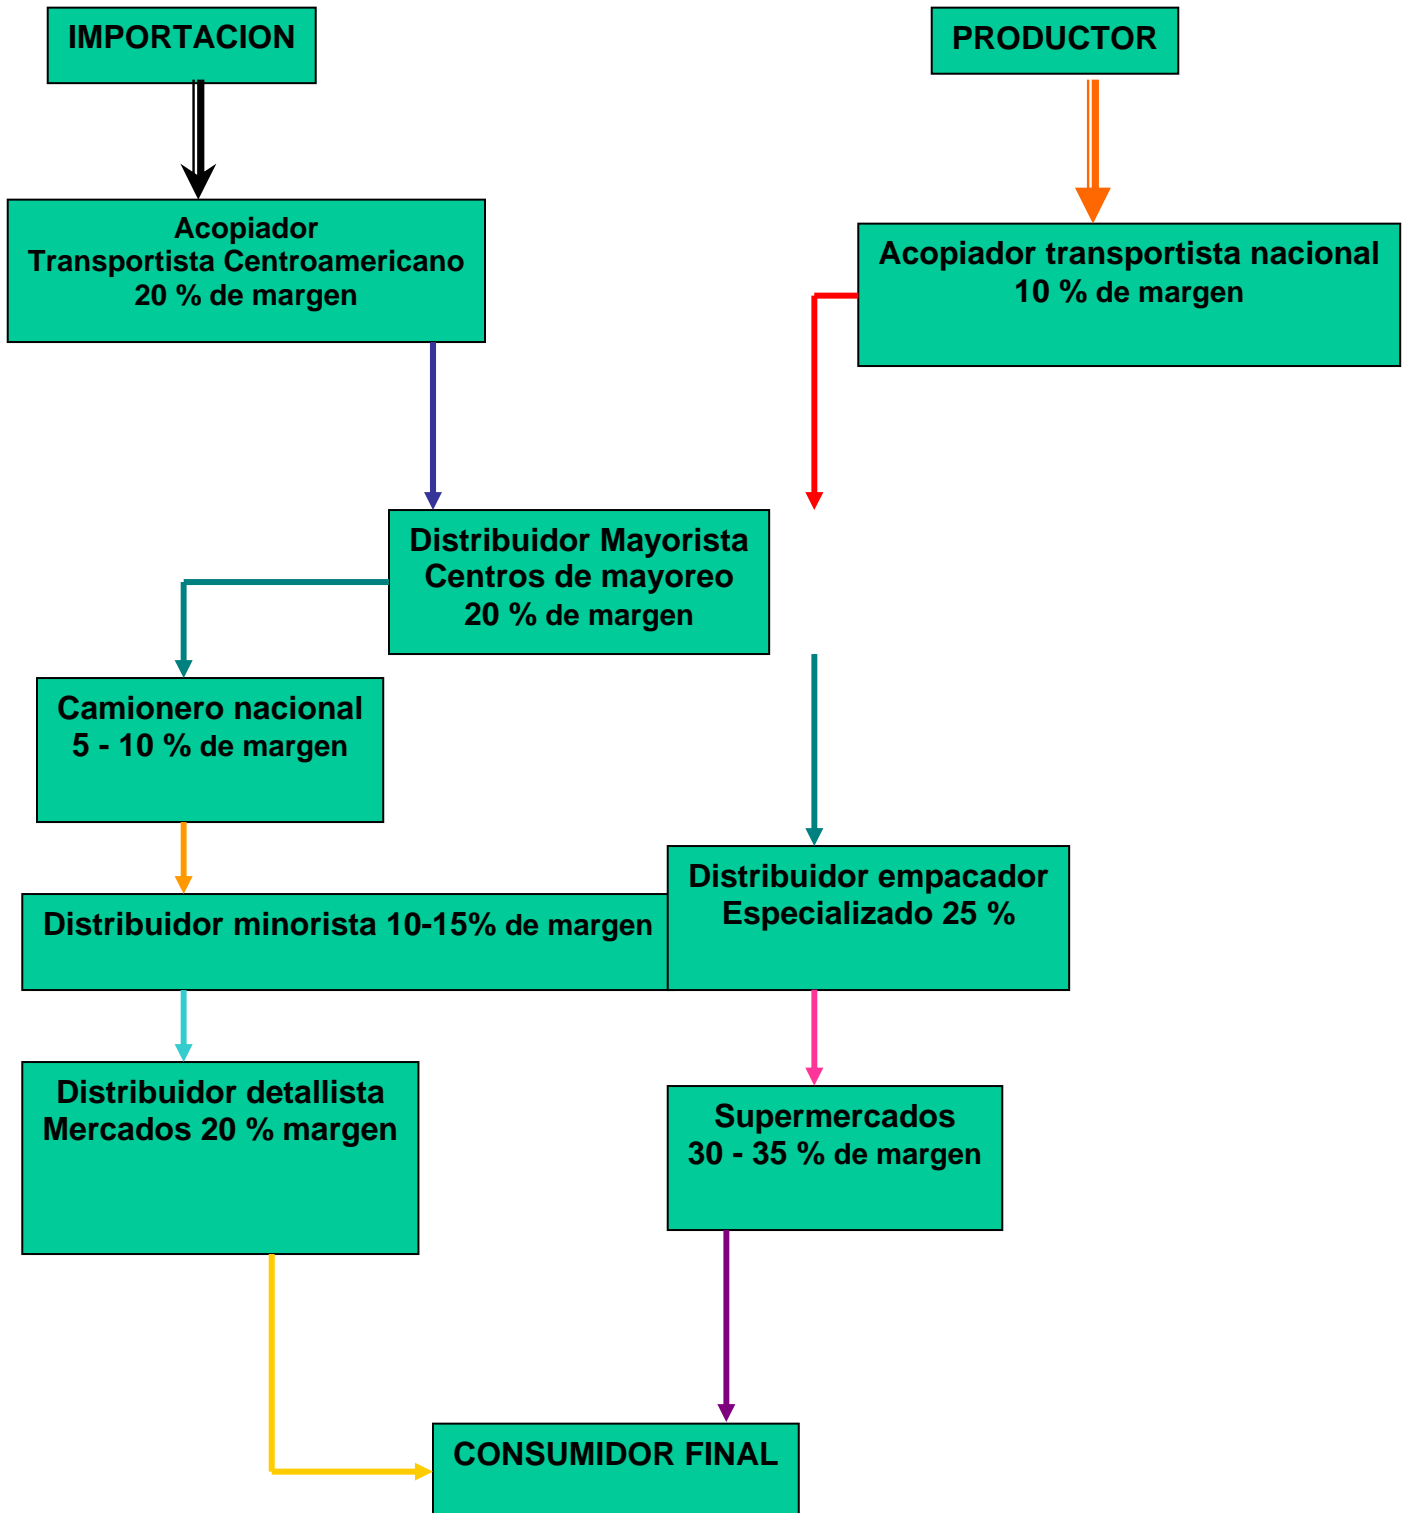 IMPORTACION
PRODUCTOR
Acopiador
Transportista Centroamericano
20 % de margen
Acopiador transportista nacional
10 % de margen
Distribuidor Mayorista
Centros de mayoreo
20 % de margen
Camionero nacional
5 - 10 % de margen
Distribuidor minorista 10-15% de margen
Distribuidor empacador
Especializado 25 %
Distribuidor detallista
Mercados 20 % margen
Supermercados
30 - 35 % de margen
CONSUMIDOR FINAL